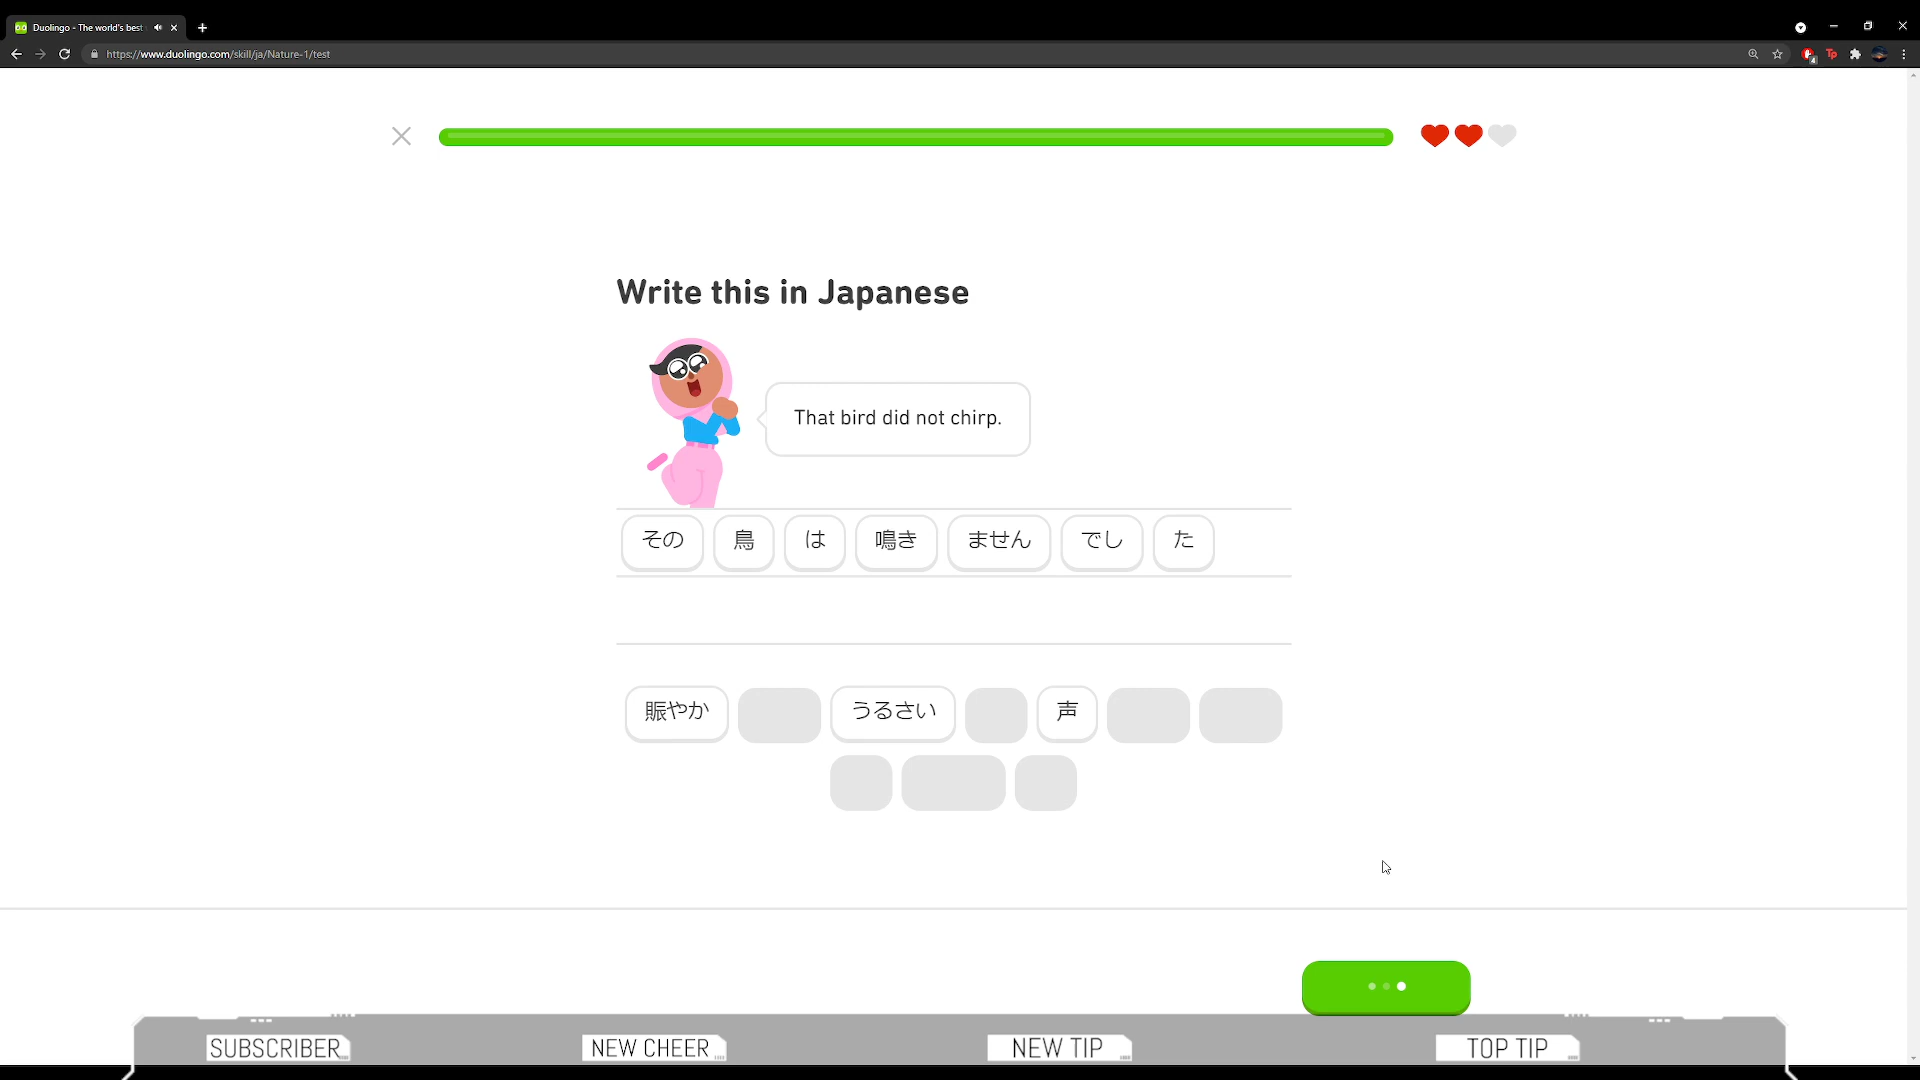 Duolingo - The world's best
https://www.duolingo.com/skill/ja/Nature-1/test
4
Tp
Write this in Japanese
That bird did not chirp.
その 鳥 は 鳴き ません でし た
賑やか うるさい 声
SUBSCRIBER NEW CHEER NEW TIP TOP TIP